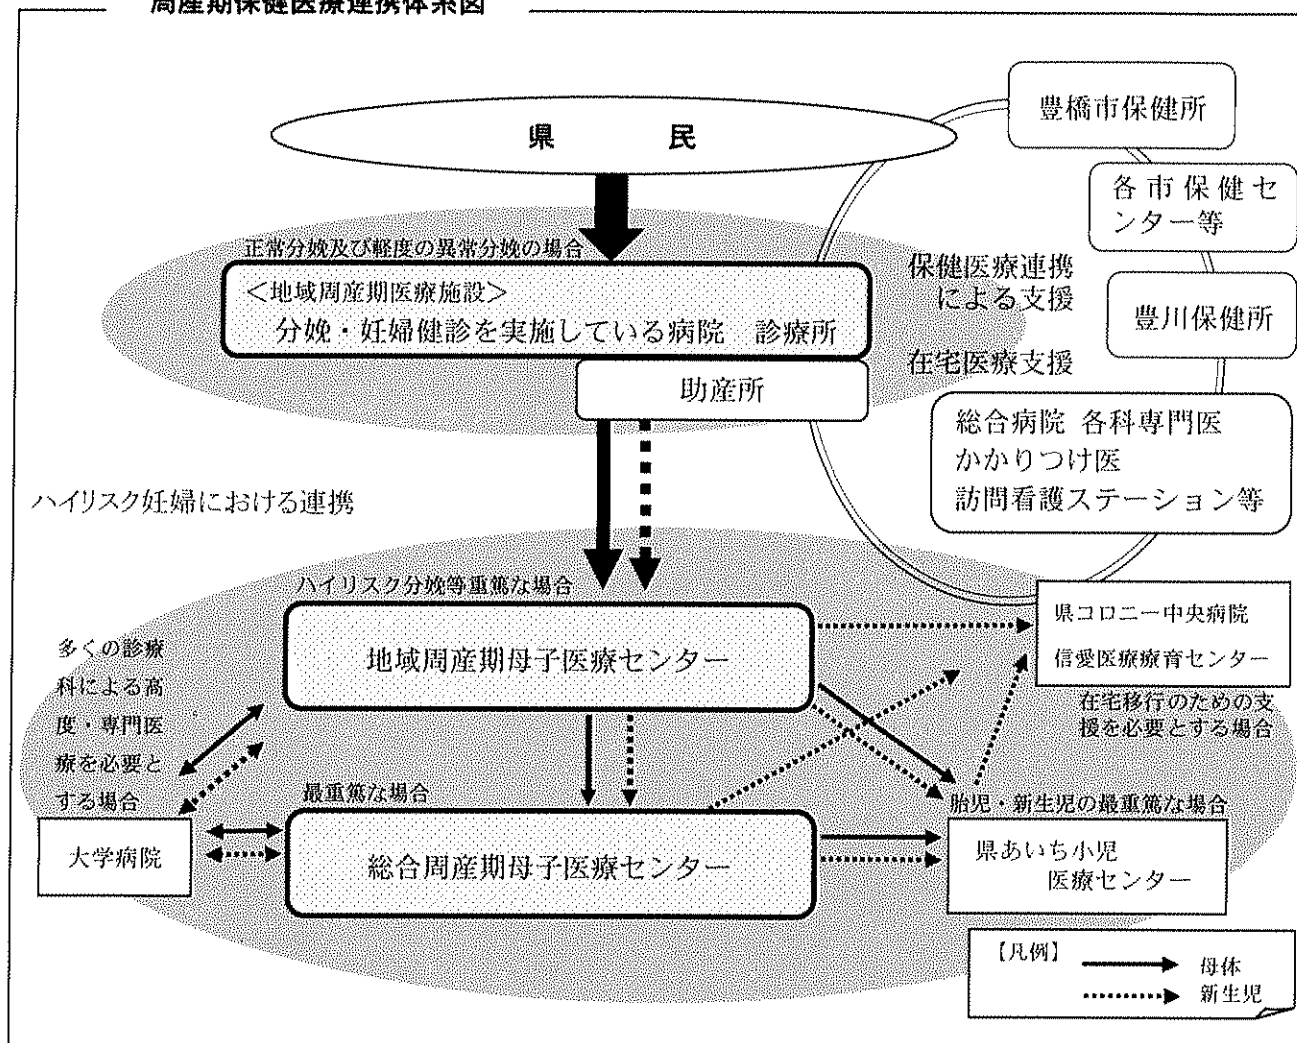 周産期保健医療連携体系図
県　　民
豊橋市保健所
各市保健セ
ンター等
豊川保健所
正常分娩及び軽度の異常分娩の場合
＜地域周産期医療施設＞
分娩・妊婦健診を実施している病院　診療所
助産所
保健医療連携
による支援
在宅医療支援
総合病院 各科専門医
かかりつけ医
訪問看護ステーション等
ハイリスク妊婦における連携
ハイリスク分娩等重篤な場合
地域周産期母子医療センター
県コロニー中央病院
信愛医療療育センター
在宅移行のための支
援を必要とする場合
多くの診療
科による高
度・専門医
療を必要と
する場合
大学病院
最重篤な場合
総合周産期母子医療センター
胎児・新生児の最重篤な場合
県あいち小児
医療センター
【凡例】
母体
新生児